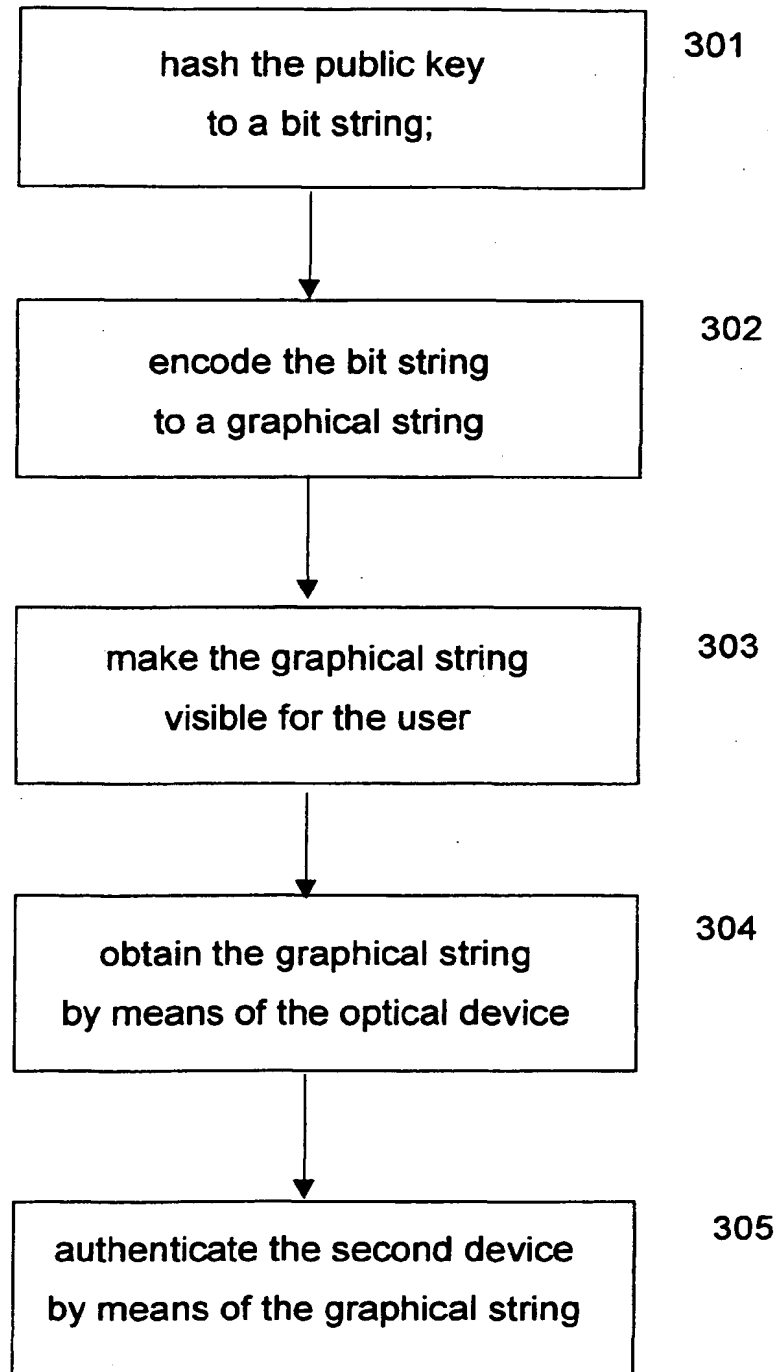 301
hash the public key
to a bit string;
302
encode the bit string
to a graphical string
303
make the graphical string
visible for the user
304
obtain the graphical string
by means of the optical device
305
authenticate the second device
by means of the graphical string